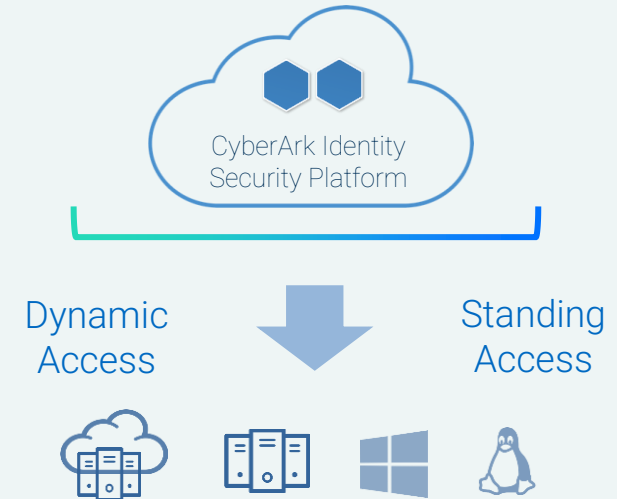 CyberArk Identity
Security Platform
Dynamic
Access
Standing
Access